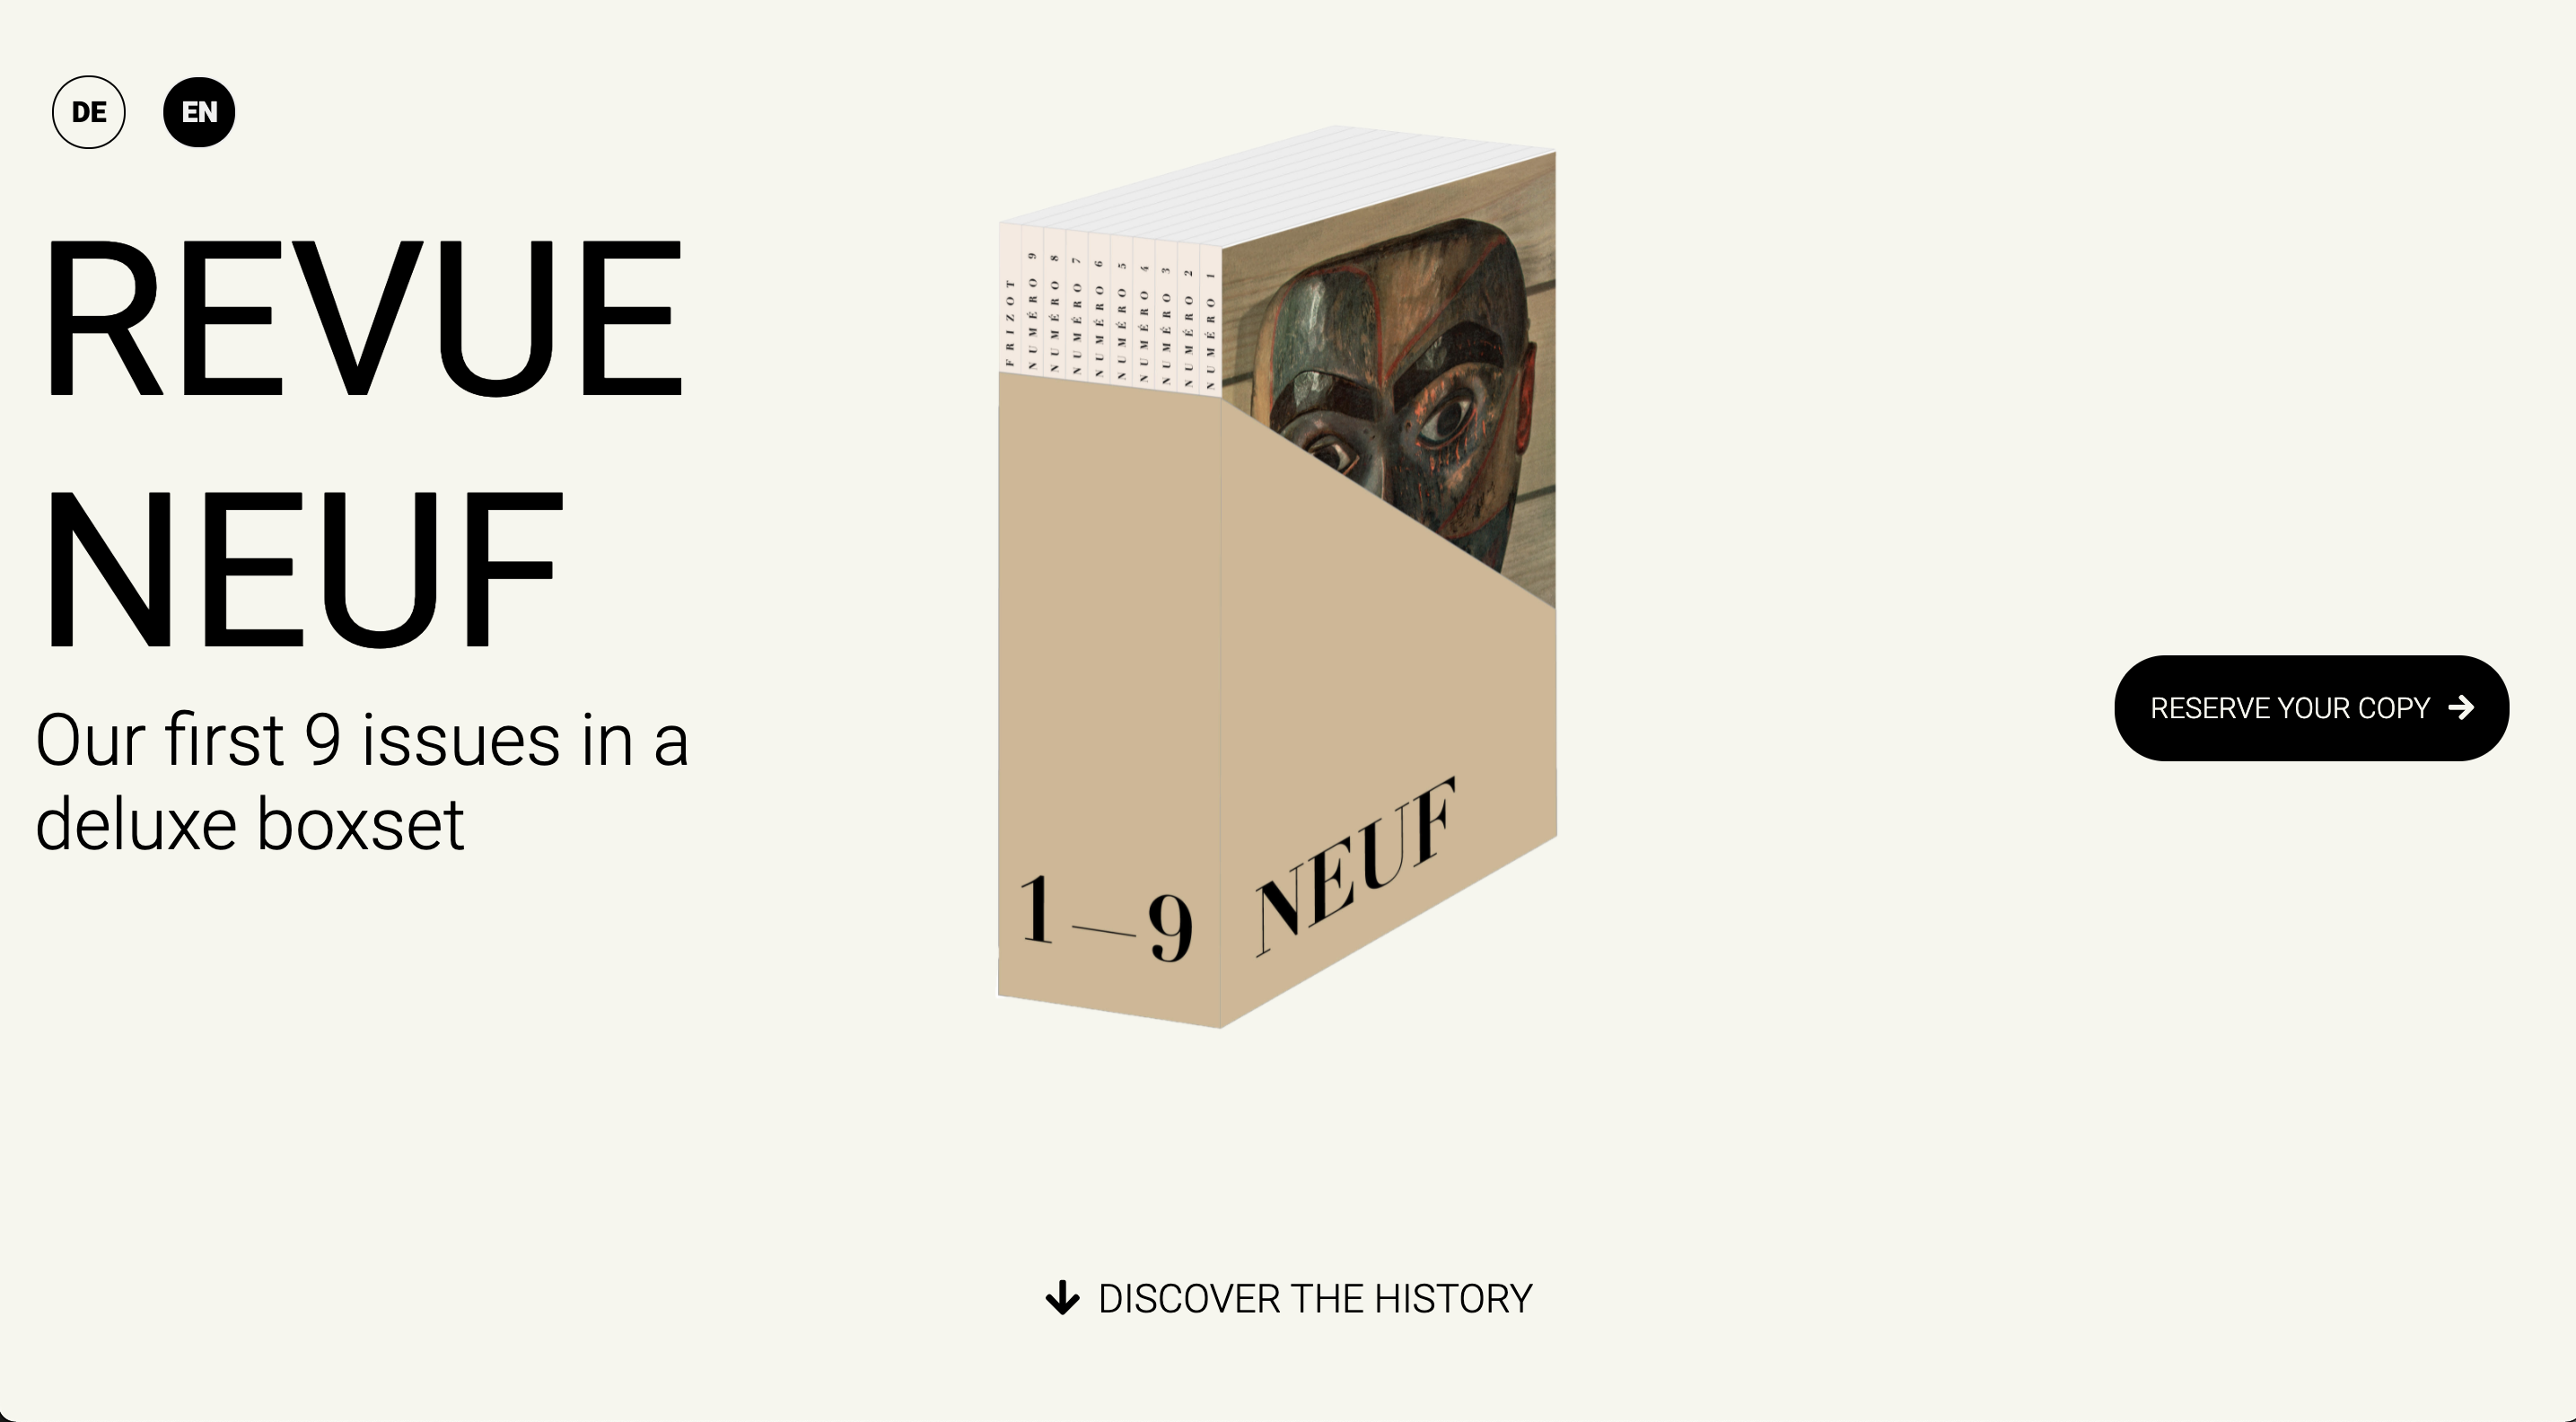 DE EN
REVUE
NEUF
Our first 9 issues in a
deluxe boxset
FRIZOT
NUMÉRO 9
NUMÉRO 8
NUMÉRO 7
NUMÉRO 6
NUMÉRO 5
NUMÉRO 4
NUMÉRO 3
NUMÉRO 2
NUMÉRO 1
1—9
NEUF
RESERVE YOUR COPY
DISCOVER THE HISTORY